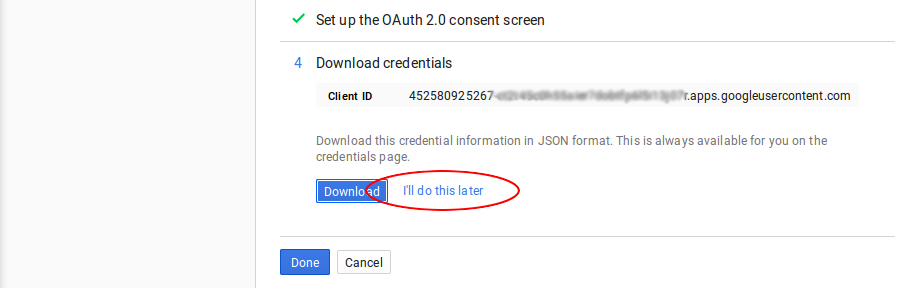 Set up the OAuth 2.0 consent screen
4 Download credentials
Client ID 452580925267 r.apps.googleusercontent.com
Download this credential information in JSON format. This is always available for you on the
credentials page.
Download I'll do this later
Done Cancel